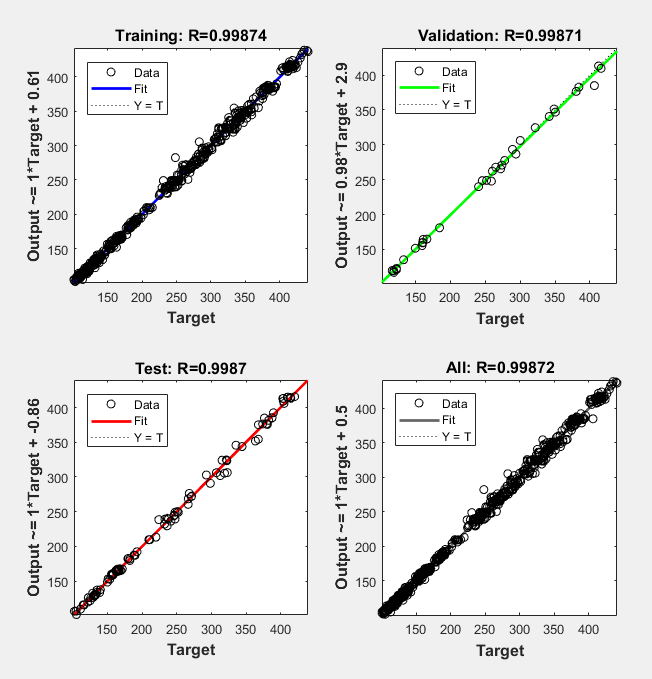 Training: R=0.99874
Output ~= 1*Target + 0.61
400
350
300
250
200
150
Data
Fit
Y = T
150 200 250 300 350 400
Target
Validation: R=0.99871
Output ~= 0.98*Target + 2.9
400
350
300
250
200
150
Data
Fit
Y = T
150 200 250 300 350 400
Target
Test: R=0.9987
Output ~= 1*Target + -0.86
400
350
300
250
200
150
Data
Fit
Y = T
150 200 250 300 350 400
Target
All: R=0.99872
Output ~= 1*Target + 0.5
400
350
300
250
200
150
Data
Fit
Y = T
150 200 250 300 350 400
Target